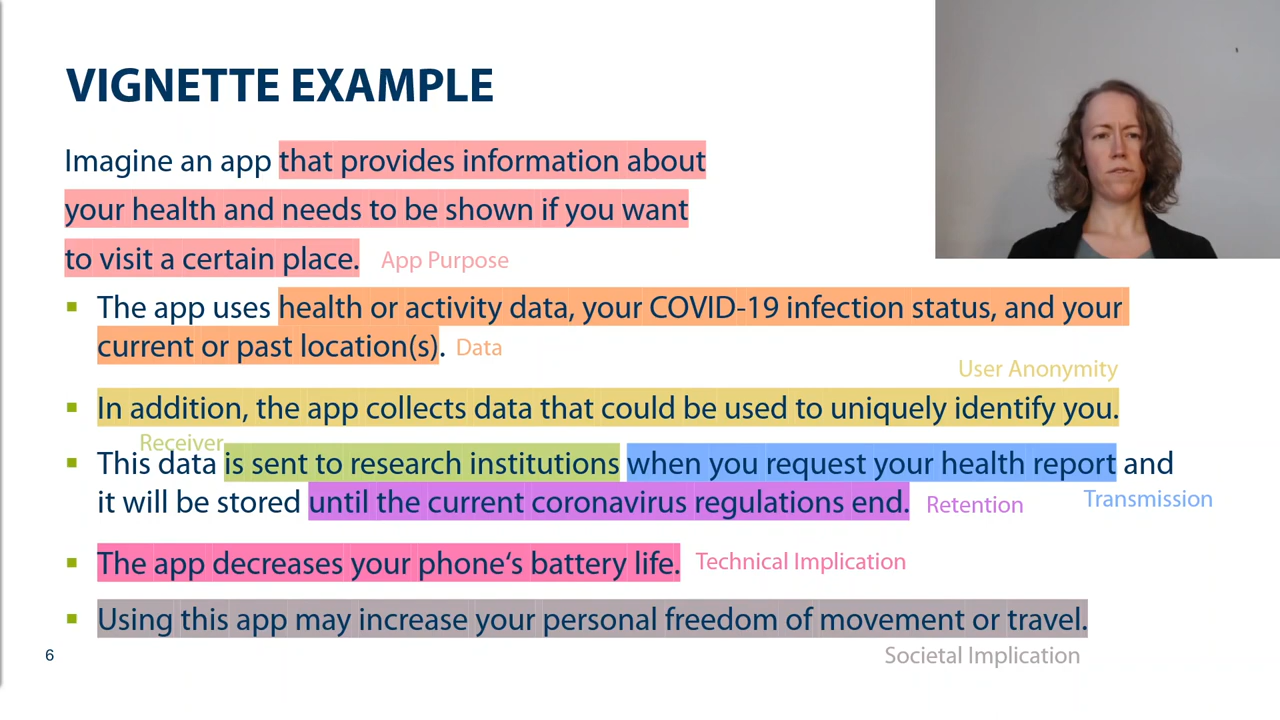 VIGNETTE EXAMPLE
Imagine an app that provides information about
your health and needs to be shown if you want
to visit a certain place. App Purpose
▪ The app uses health or activity data, your COVID-19 infection status, and your
current or past location(s). Data
User Anonymity
▪ In addition, the app collects data that could be used to uniquely identify you.
Receiver
▪ This data is sent to research institutions when you request your health report and
it will be stored until the current coronavirus regulations end. Retention
Transmission
▪ The app decreases your phone‘s battery life. Technical Implication
▪ Using this app may increase your personal freedom of movement or travel.
6
Societal Implication